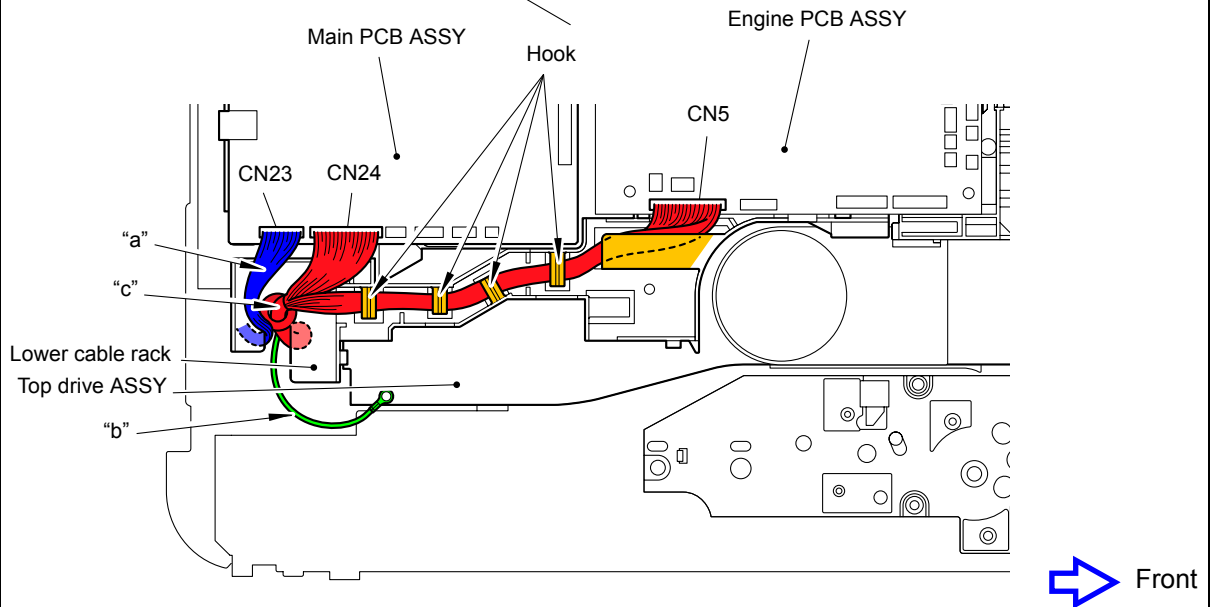 Engine PCB ASSY
Main PCB ASSY
Hook
CN5
CN23
CN24
“a”
“c”
Lower cable rack
Top drive ASSY
“b”
Front